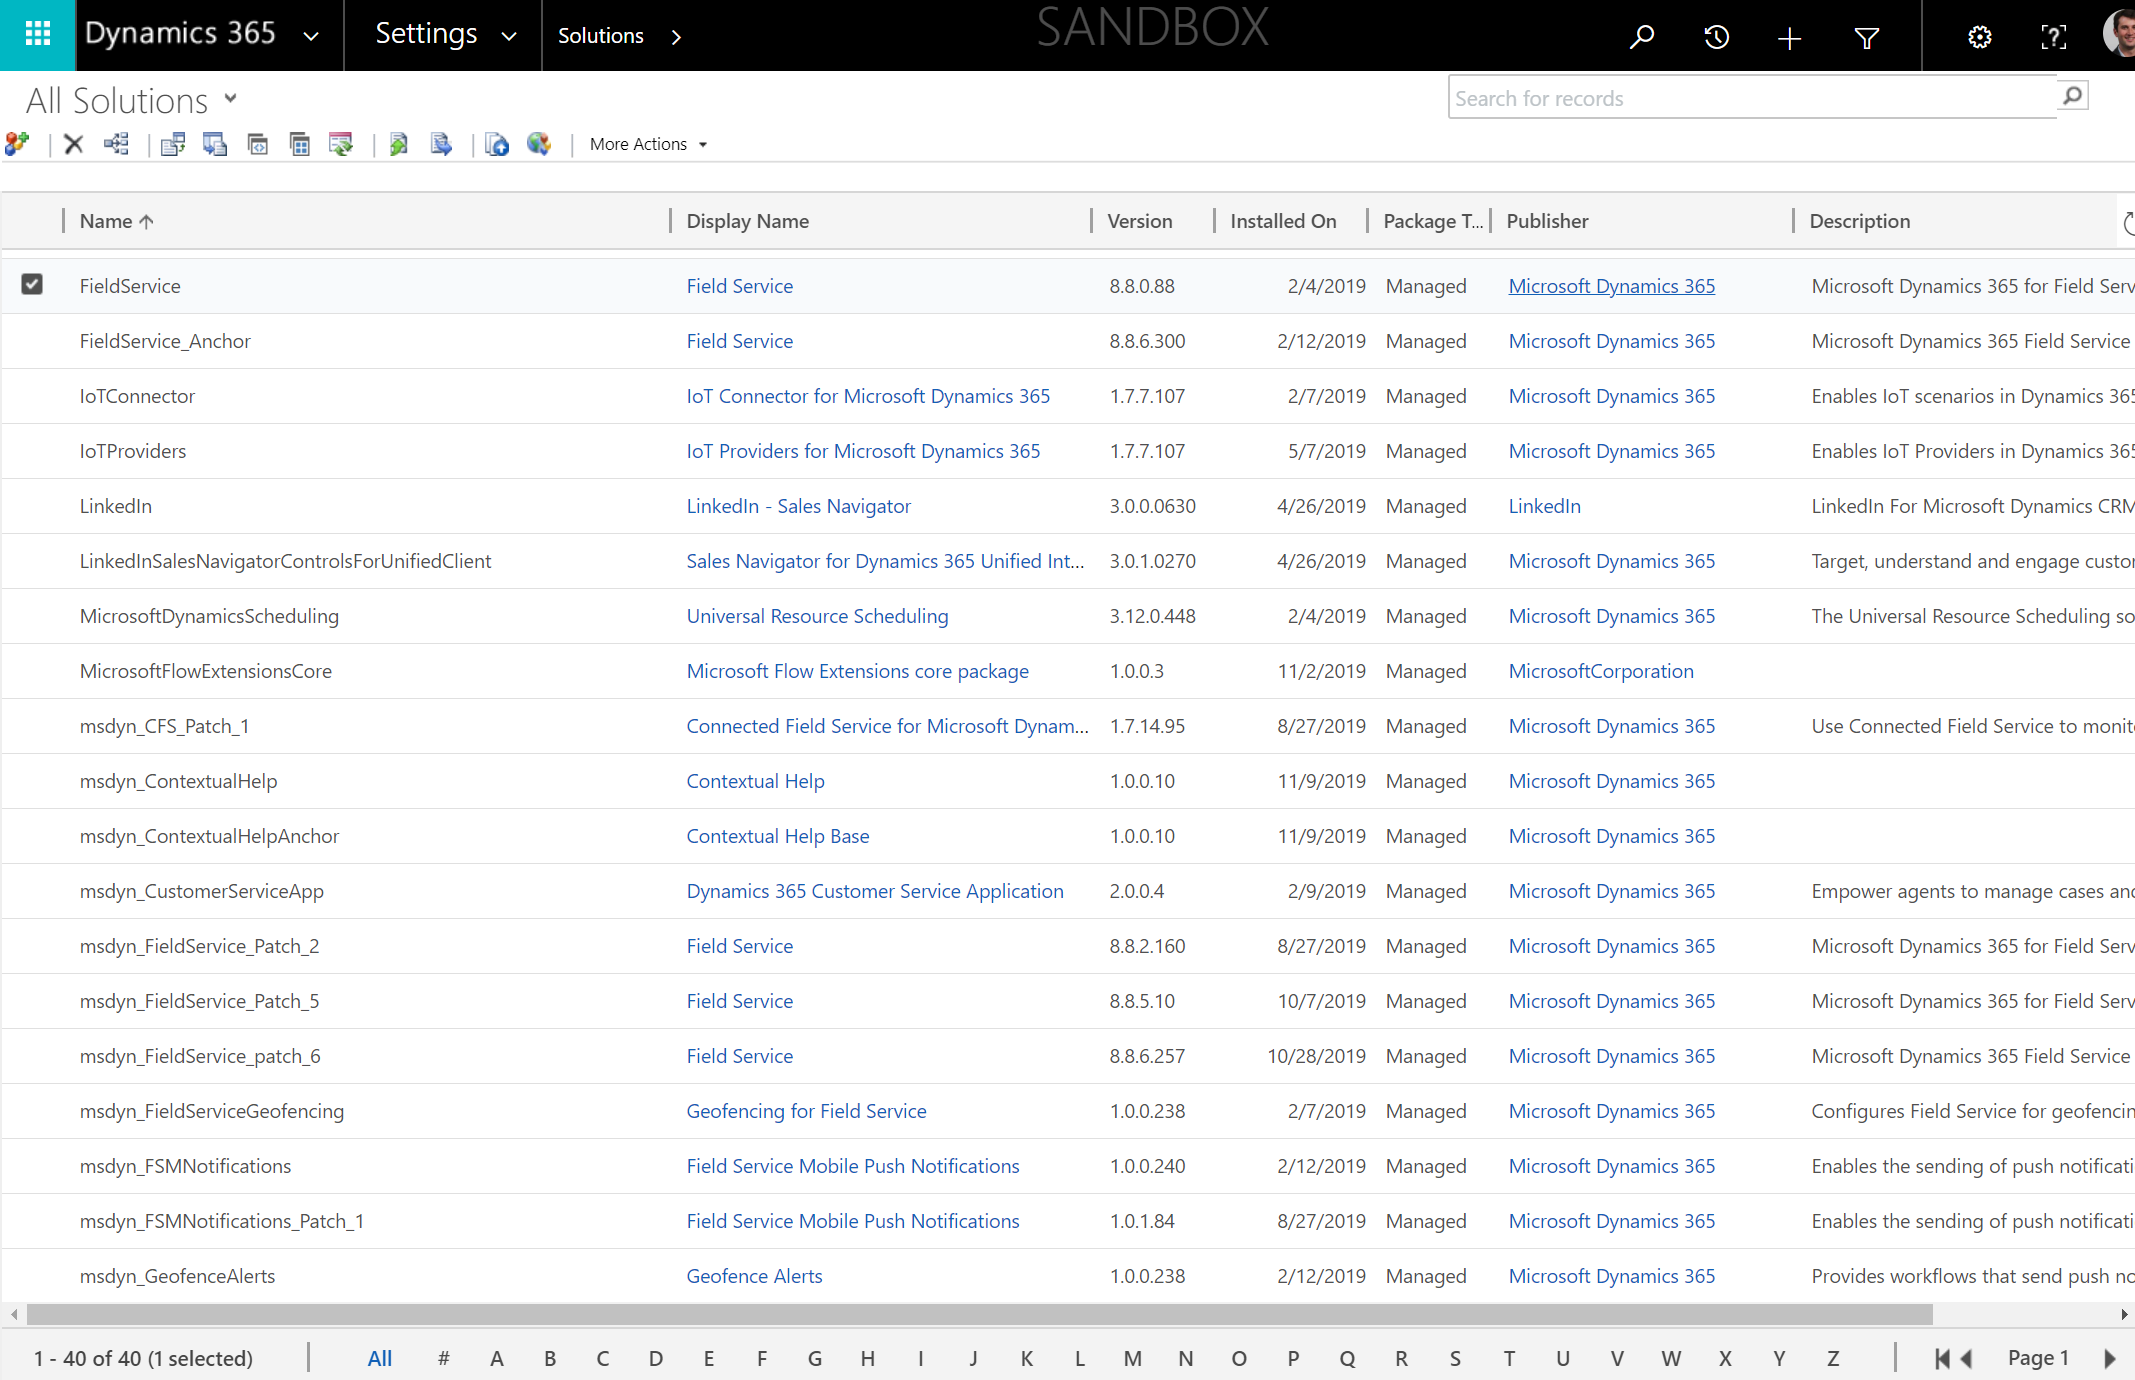 Dynamics 365 Settings Solutions SANDBOX
All Solutions Search for records
More Actions
Name Display Name Version Installed On Package T... Publisher Description
FieldService Field Service 8.8.0.88 2/4/2019 Managed Microsoft Dynamics 365 Microsoft Dynamics 365 for Field Serv
FieldService_Anchor Field Service 8.8.6.300 2/12/2019 Managed Microsoft Dynamics 365 Microsoft Dynamics 365 Field Service
IoTConnector IoT Connector for Microsoft Dynamics 365 1.7.7.107 2/7/2019 Managed Microsoft Dynamics 365 Enables IoT scenarios in Dynamics 365
IoTProviders IoT Providers for Microsoft Dynamics 365 1.7.7.107 5/7/2019 Managed Microsoft Dynamics 365 Enables IoT Providers in Dynamics 365
LinkedIn LinkedIn - Sales Navigator 3.0.0.0630 4/26/2019 Managed LinkedIn LinkedIn For Microsoft Dynamics CRM
LinkedInSalesNavigatorControlsForUnifiedClient Sales Navigator for Dynamics 365 Unified Int... 3.0.1.0270 4/26/2019 Managed Microsoft Dynamics 365 Target, understand and engage custo
MicrosoftDynamicsScheduling Universal Resource Scheduling 3.12.0.448 2/4/2019 Managed Microsoft Dynamics 365 The Universal Resource Scheduling so
MicrosoftFlowExtensionsCore Microsoft Flow Extensions core package 1.0.0.3 11/2/2019 Managed MicrosoftCorporation
msdyn_CFS_Patch_1 Connected Field Service for Microsoft Dynam... 1.7.14.95 8/27/2019 Managed Microsoft Dynamics 365 Use Connected Field Service to monit
msdyn_ContextualHelp Contextual Help 1.0.0.10 11/9/2019 Managed Microsoft Dynamics 365
msdyn_ContextualHelpAnchor Contextual Help Base 1.0.0.10 11/9/2019 Managed Microsoft Dynamics 365
msdyn_CustomerServiceApp Dynamics 365 Customer Service Application 2.0.0.4 2/9/2019 Managed Microsoft Dynamics 365 Empower agents to manage cases and
msdyn_FieldService_Patch_2 Field Service 8.8.2.160 8/27/2019 Managed Microsoft Dynamics 365 Microsoft Dynamics 365 for Field Serv
msdyn_FieldService_Patch_5 Field Service 8.8.5.10 10/7/2019 Managed Microsoft Dynamics 365 Microsoft Dynamics 365 for Field Serv
msdyn_FieldService_patch_6 Field Service 8.8.6.257 10/28/2019 Managed Microsoft Dynamics 365 Microsoft Dynamics 365 Field Service
msdyn_FieldServiceGeofencing Geofencing for Field Service 1.0.0.238 2/7/2019 Managed Microsoft Dynamics 365 Configures Field Service for geofencin
msdyn_FSMNotifications Field Service Mobile Push Notifications 1.0.0.240 2/12/2019 Managed Microsoft Dynamics 365 Enables the sending of push notificati
msdyn_FSMNotifications_Patch_1 Field Service Mobile Push Notifications 1.0.1.84 8/27/2019 Managed Microsoft Dynamics 365 Enables the sending of push notificati
msdyn_GeofenceAlerts Geofence Alerts 1.0.0.238 2/12/2019 Managed Microsoft Dynamics 365 Provides workflows that send push no
1 - 40 of 40 (1 selected) All # A B C D E F G H I J K L M N O P Q R S T U V W X Y Z Page 1